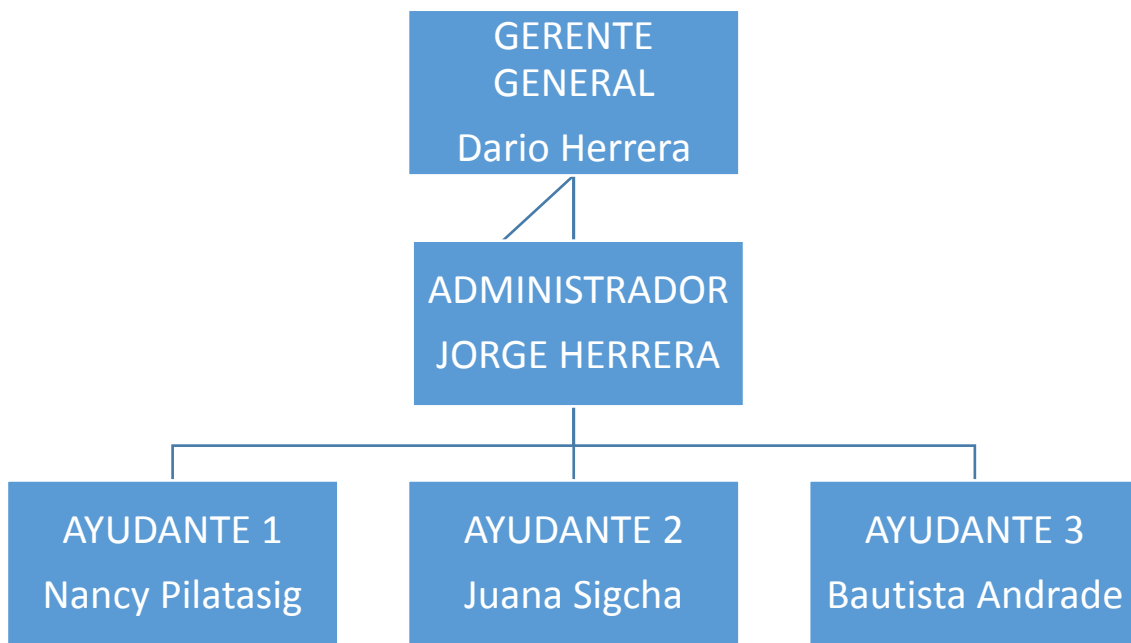 GERENTE
GENERAL
Dario Herrera
ADMINISTRADOR
JORGE HERRERA
AYUDANTE 1
Nancy Pilatasig
AYUDANTE 2
Juana Sigcha
AYUDANTE 3
Bautista Andrade